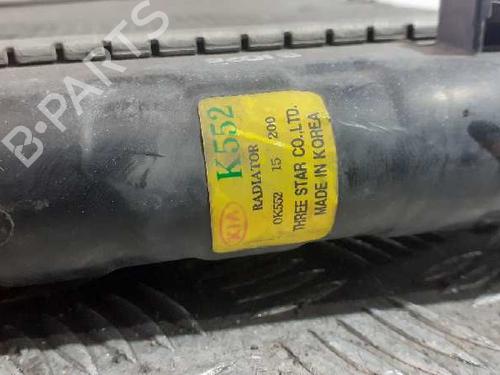 K552
RADIATOR
0K552 15 200
THREE STAR CO.,LTD.
MADE IN KOREA
KIA
B-PARTS